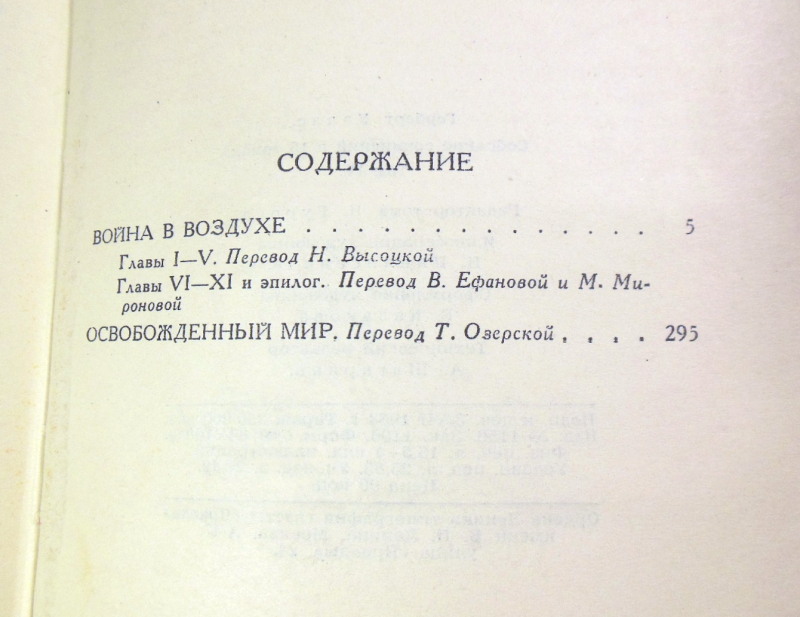 СОДЕРЖАНИЕ
ВОЙНА В ВОЗДУХЕ . . . . . . . . . . . . . . . 5
Главы I—V. Перевод Н. Высоцкой
Главы VI—XI и эпилог. Перевод В. Ефановой и М. Ми-
роновой
ОСВОБОЖДЕННЫЙ МИР. Перевод Т. Озерской . . . . 295